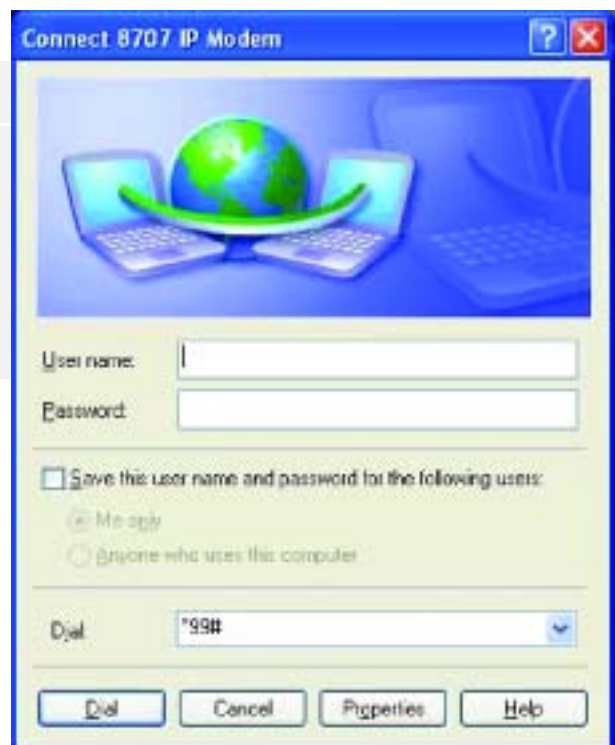 Connect 8707 IP Modem
User name:
Password:
Save this user name and password for the following users:
Me only
Anyone who uses this computer
Dial: *99#
Dial Cancel Properties Help